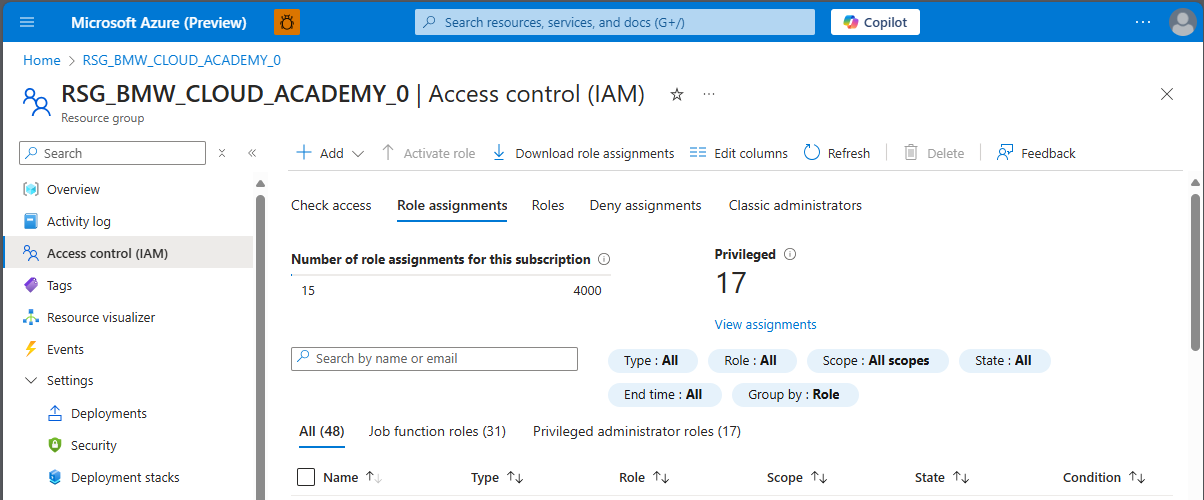 Microsoft Azure (Preview)
Search resources, services, and docs (G+/)
Copilot
Home > RSG_BMW_CLOUD_ACADEMY_0
RSG_BMW_CLOUD_ACADEMY_0 | Access control (IAM)
Resource group
Search
Add
Activate role
Download role assignments
Edit columns
Refresh
Delete
Feedback
Overview
Activity log
Access control (IAM)
Tags
Resource visualizer
Events
Settings
Deployments
Security
Deployment stacks
Check access
Role assignments
Roles
Deny assignments
Classic administrators
Number of role assignments for this subscription
15
4000
Privileged
17
View assignments
Search by name or email
Type : All
Role : All
Scope : All scopes
State : All
End time : All
Group by : Role
All (48)
Job function roles (31)
Privileged administrator roles (17)
Name
Type
Role
Scope
State
Condition